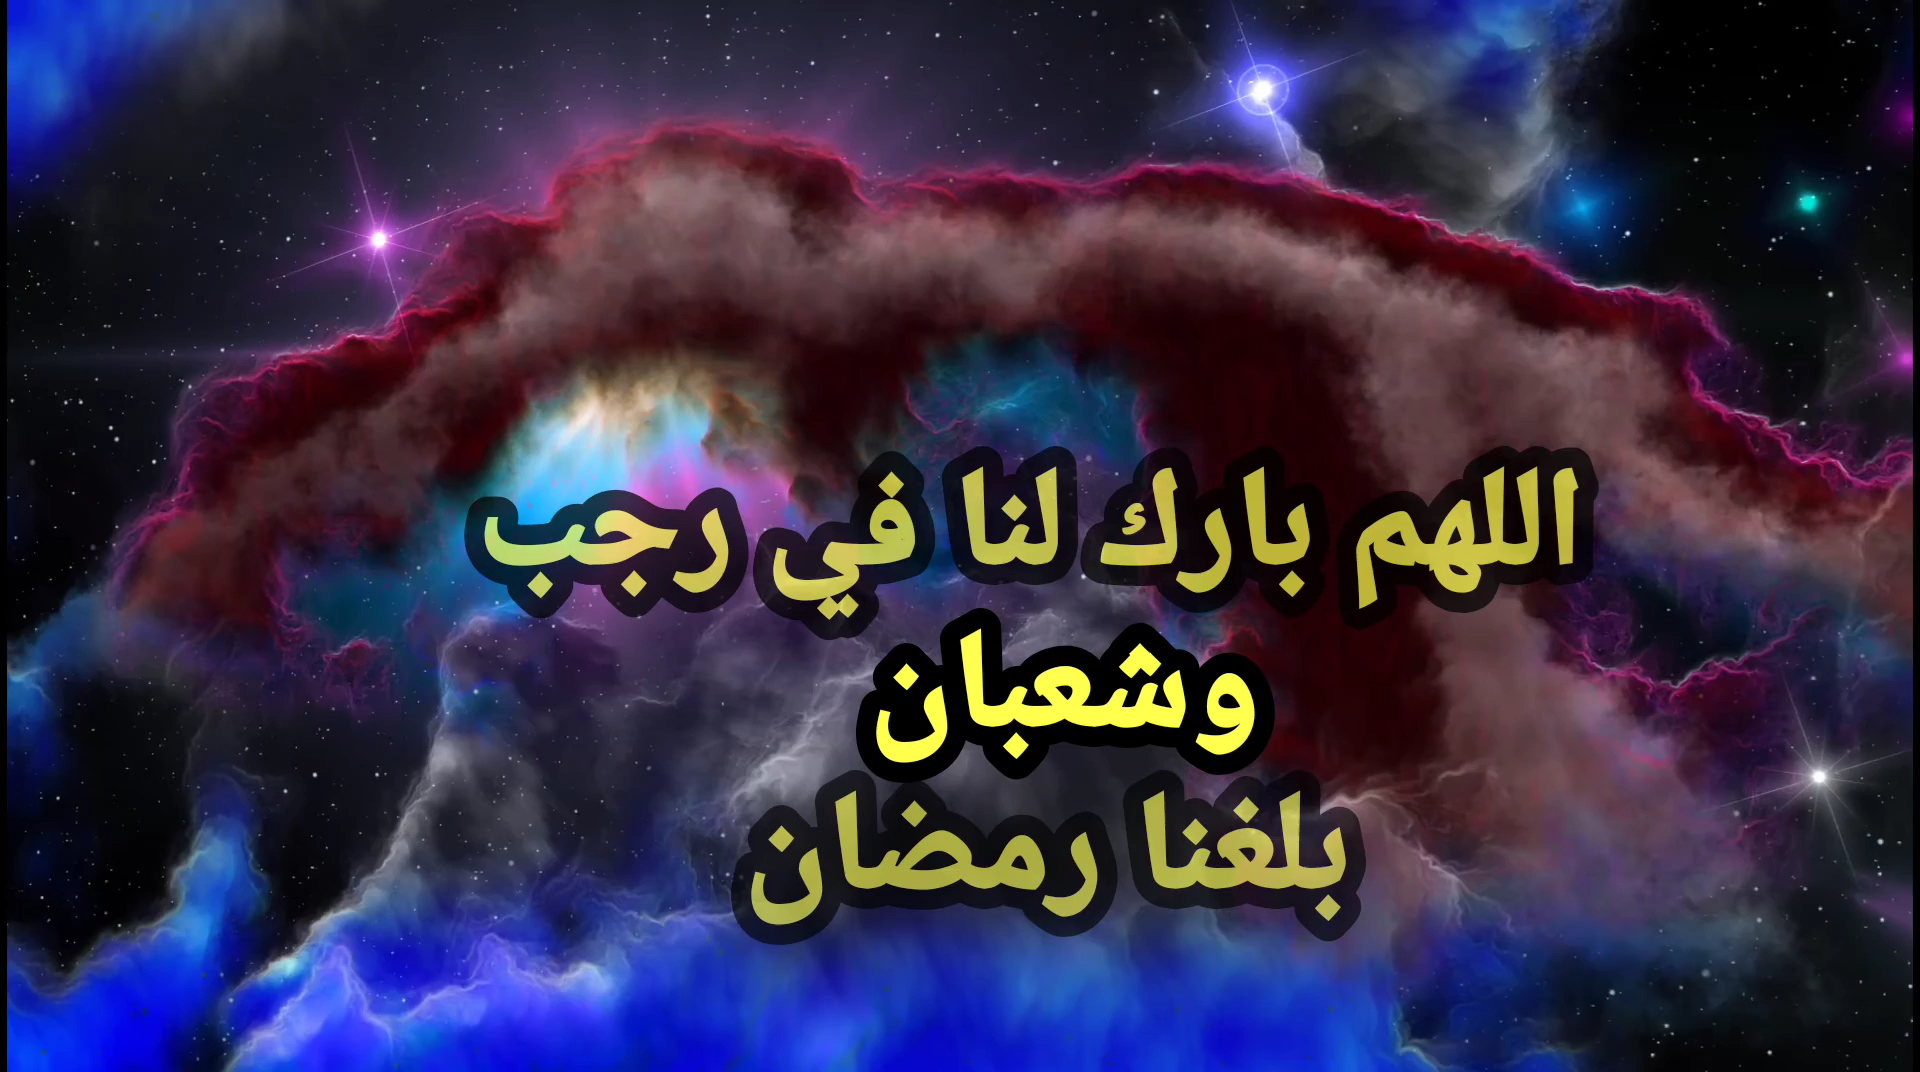 اللهم بارك لنا في رجب
وشعبان
بلغنا رمضان